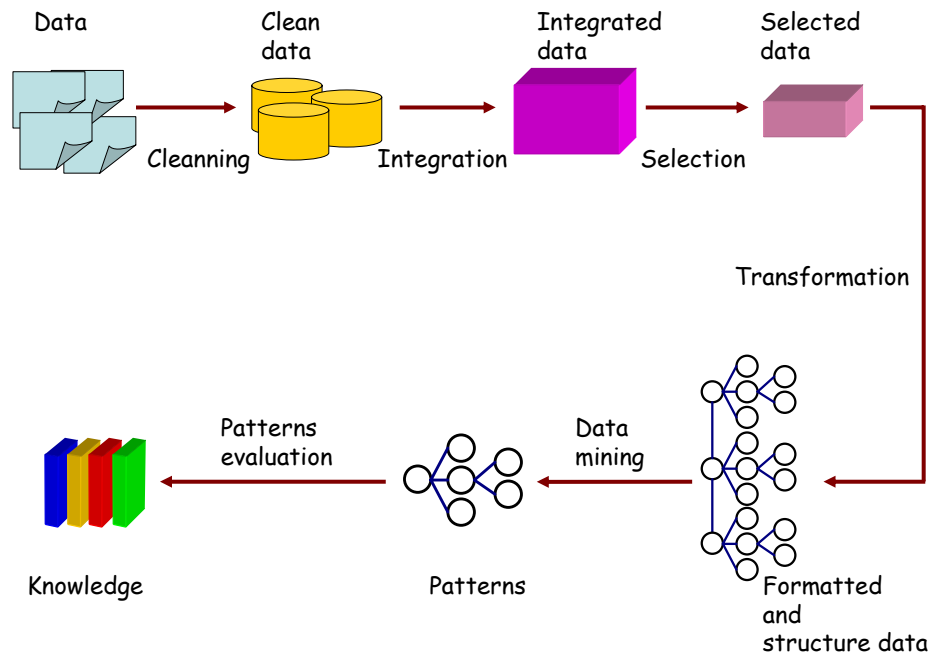 Data
Clean
data
Integrated
data
Selected
data
Cleanning
Integration
Selection
Transformation
Patterns
evaluation
Data
mining
Knowledge
Patterns
Formatted
and
structure data